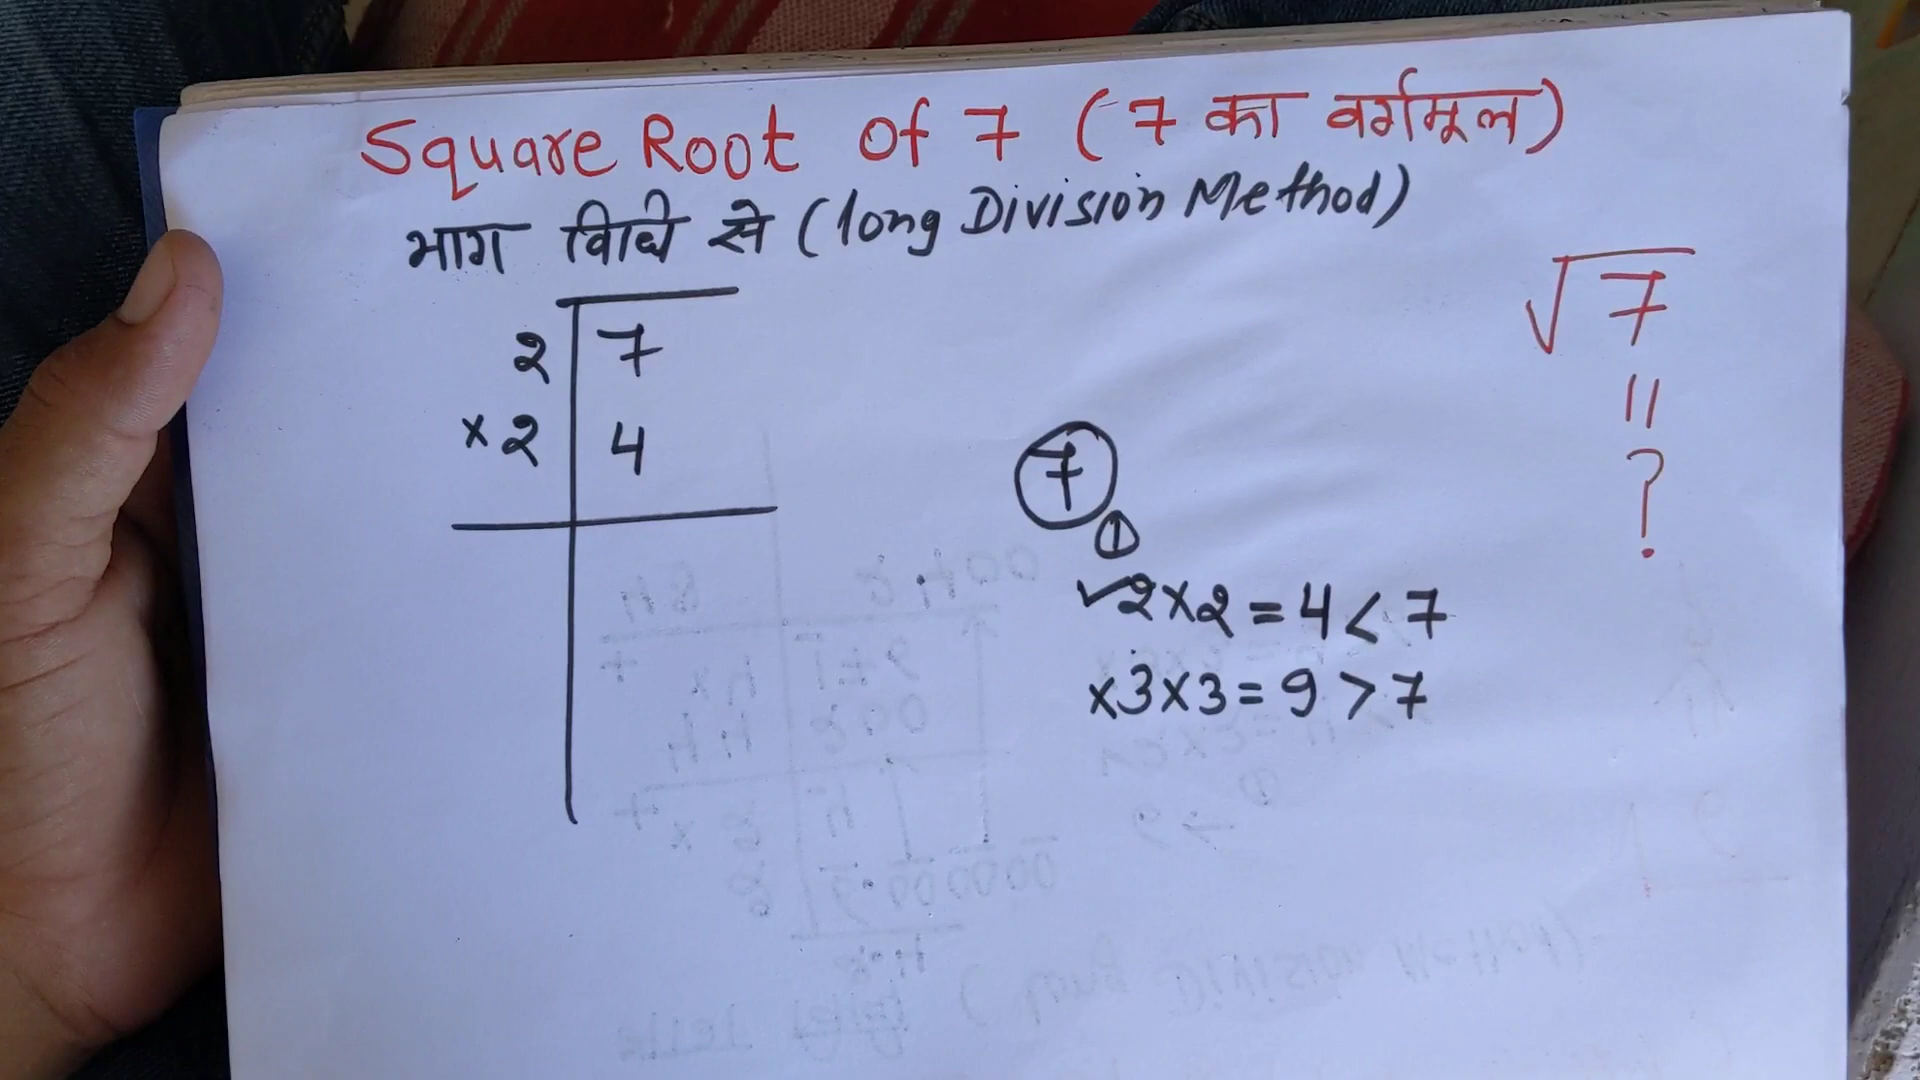 Square Root of 7 (7 का वर्गमूल)
भाग विधि से (long Division Method)
√7
=
?
2 | 7
×2 | 4
7
1
✓2×2=4<7
×3×3=9>7